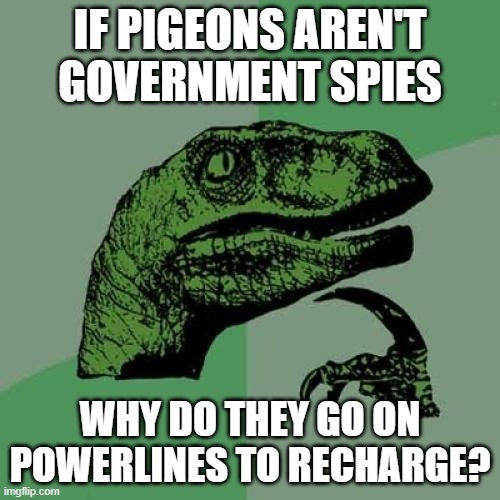 IF PIGEONS AREN'T
GOVERNMENT SPIES
WHY DO THEY GO ON
POWERLINES TO RECHARGE?
imgflip.com